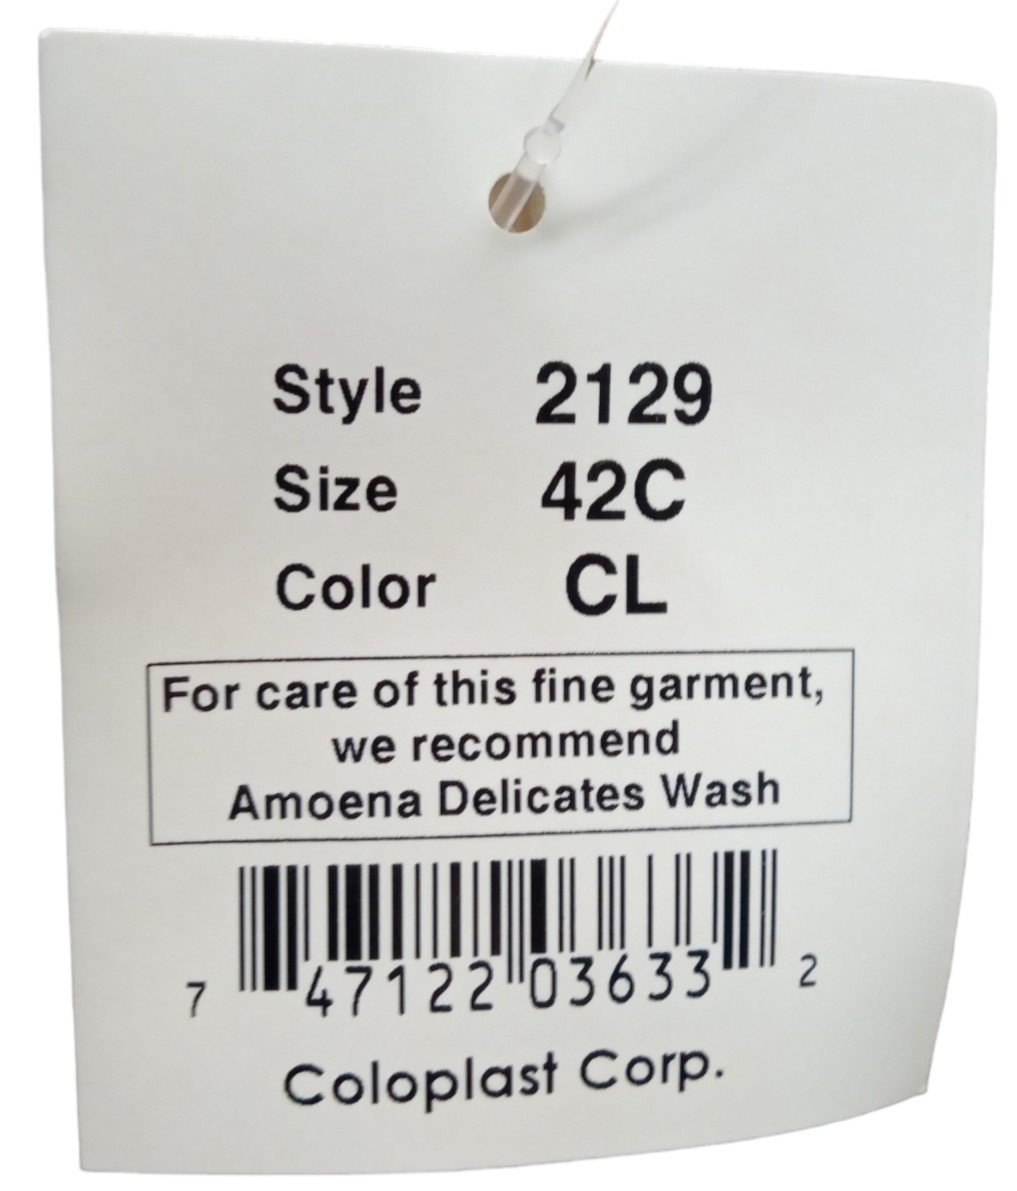 Style 2129
Size 42C
Color CL
For care of this fine garment,
we recommend
Amoena Delicates Wash
7 47122 03633 2
Coloplast Corp.